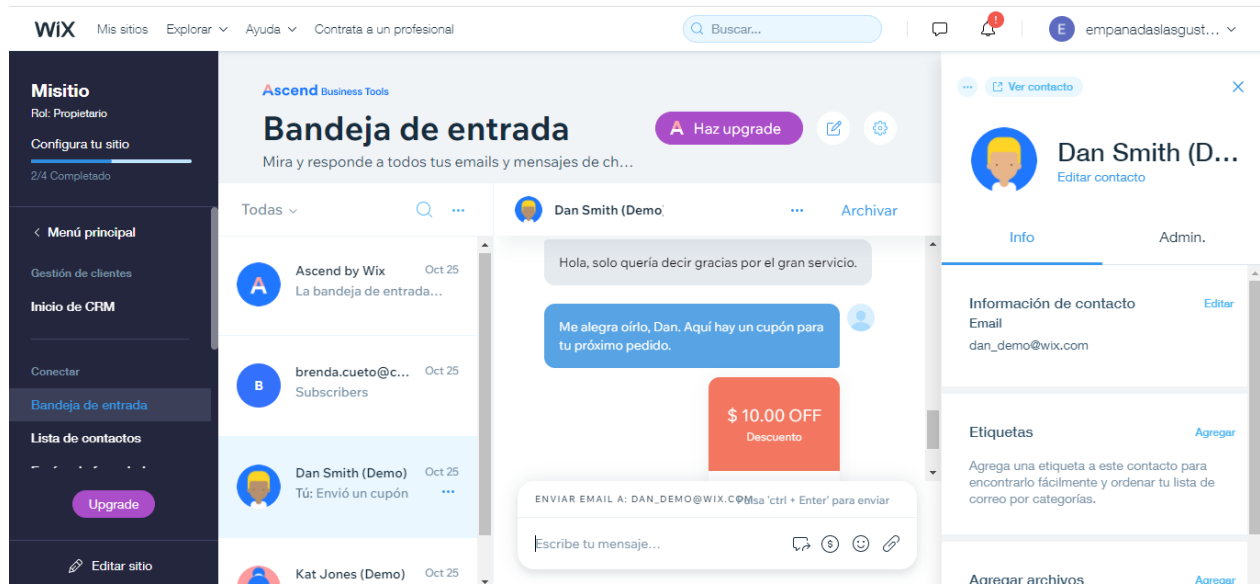 WiX Mis sitios Explorar Ayuda Contrata a un profesional Buscar... ! E empanadaslasgust...
Misitio
Rol: Propietario
Configura tu sitio
2/4 Completado
Menú principal
Gestión de clientes
Inicio de CRM
Conectar
Bandeja de entrada
Lista de contactos
Upgrade
Editar sitio
Ascend Business Tools
Bandeja de entrada
Mira y responde a todos tus emails y mensajes de ch...
A Haz upgrade
Todas
A
Ascend by Wix Oct 25
La bandeja de entrada...
B
brenda.cueto@c... Oct 25
Subscribers
Dan Smith (Demo) Oct 25
Tú: Envió un cupón
Kat Jones (Demo) Oct 25
Dan Smith (Demo) Archivar
Hola, solo quería decir gracias por el gran servicio.
Me alegra oírlo, Dan. Aquí hay un cupón para
tu próximo pedido.
$ 10.00 OFF
Descuento
ENVIAR EMAIL A: DAN_DEMO@WIX.COM Pulsa 'ctrl + Enter' para enviar
Escribe tu mensaje...
Ver contacto
Dan Smith (D...
Editar contacto
Info Admin.
Información de contacto Editar
Email
dan_demo@wix.com
Etiquetas Agregar
Agrega una etiqueta a este contacto para
encontrarlo fácilmente y ordenar tu lista de
correo por categorías.
Agregar archivos Agregar